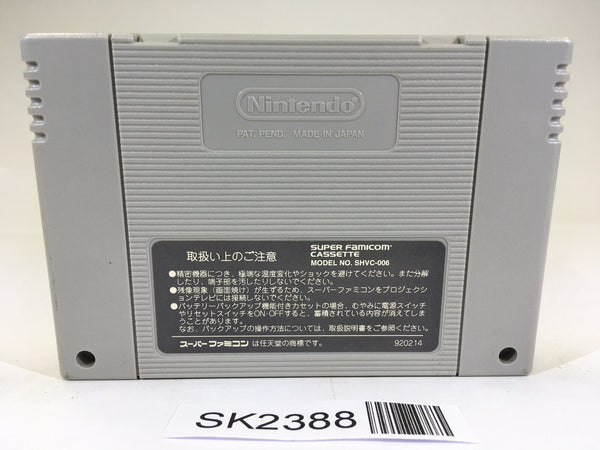 Nintendo
PAT. PEND. MADE IN JAPAN
取扱い上のご注意
SUPER FAMICOM
CASSETTE
MODEL NO. SHVC-006
●精密機器につき、極端な温度変化やショックを避けてください。また分解
したり、端子部を汚したりしないでください。
●残像現象（画面焼け）が生ずるため、スーパーファミコンをプロジェクシ
ョンテレビには接続しないでください。
●バッテリーバックアップ機能付きカセットの場合、むやみに電源スイッチ
やリセットスイッチをON・OFFすると、蓄積されている内容が消えてしま
うことがあります。
なお、バックアップの操作方法については、取扱説明書をご参照ください。
スーパーファミコン は任天堂の商標です。
920214
SK2388